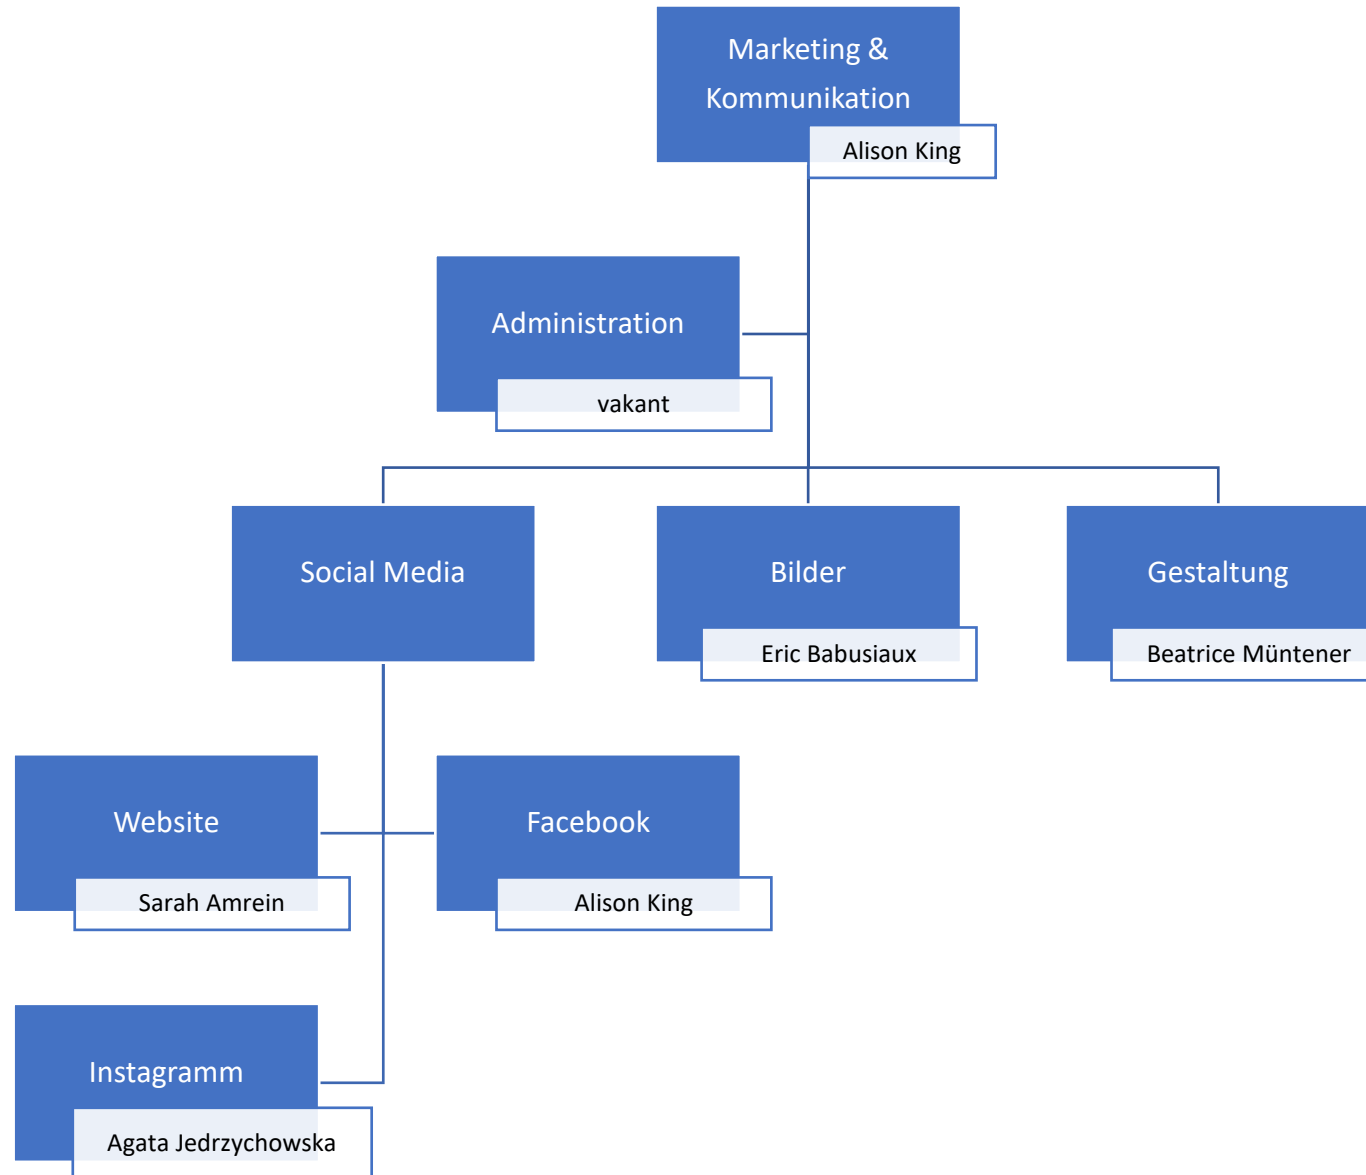 Marketing &
Kommunikation
Alison King
Administration
vakant
Social Media
Bilder
Gestaltung
Eric Babusiaux
Beatrice Müntener
Website
Facebook
Sarah Amrein
Alison King
Instagramm
Agata Jedrzychowska